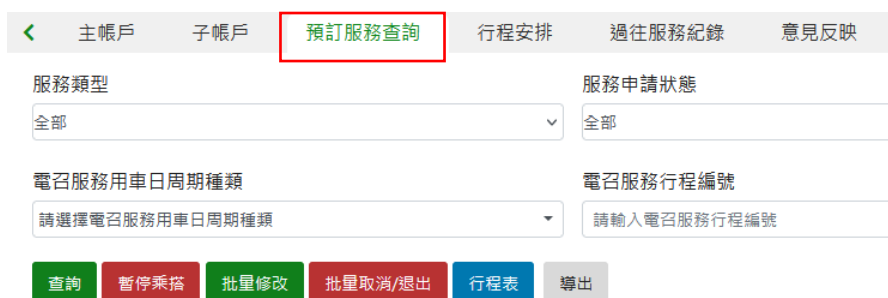 主帳戶 子帳戶 預訂服務查詢 行程安排 過往服務紀錄 意見反映
服務類型 服務申請狀態
全部 全部
電召服務用車日周期種類 電召服務行程編號
請選擇電召服務用車日周期種類 請輸入電召服務行程編號
查詢 暫停乘搭 批量修改 批量取消/退出 行程表 導出